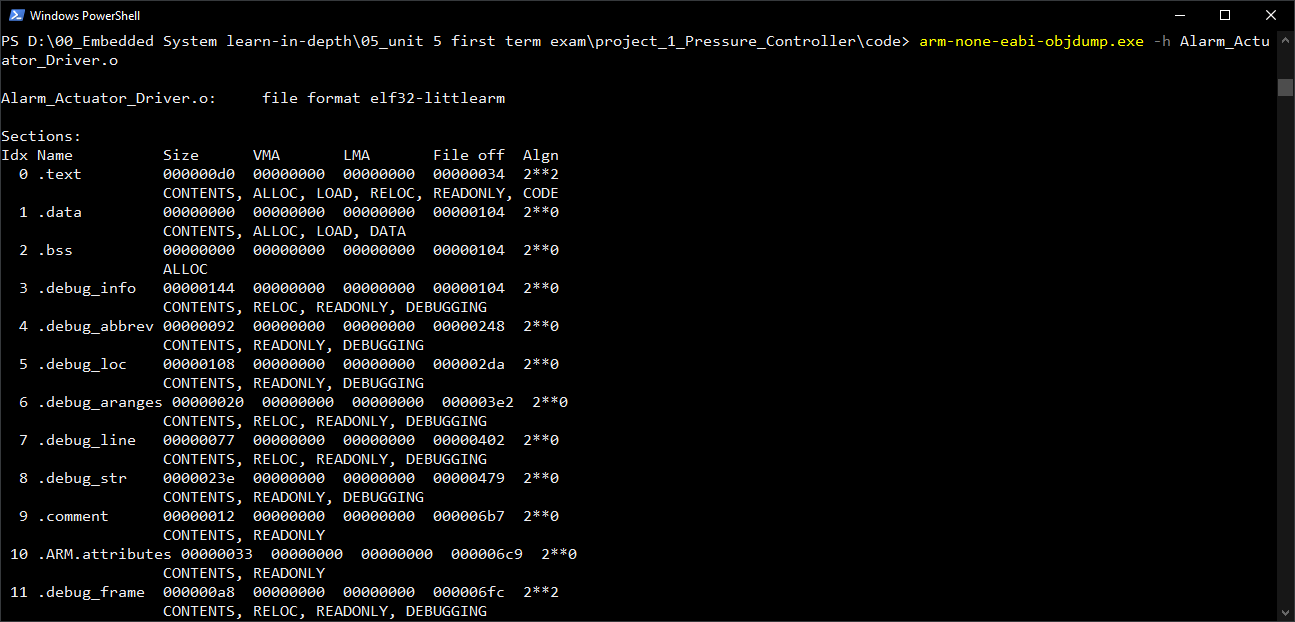 Windows PowerShell
PS D:\00_Embedded System learn-in-depth\05_unit 5 first term exam\project_1_Pressure_Controller\code> arm-none-eabi-objdump.exe -h Alarm_Actu
ator_Driver.o

Alarm_Actuator_Driver.o:     file format elf32-littlearm

Sections:
Idx Name          Size      VMA       LMA       File off  Algn
  0 .text         000000d0  00000000  00000000  00000034  2**2
                  CONTENTS, ALLOC, LOAD, RELOC, READONLY, CODE
  1 .data         00000000  00000000  00000000  00000104  2**0
                  CONTENTS, ALLOC, LOAD, DATA
  2 .bss          00000000  00000000  00000000  00000104  2**0
                  ALLOC
  3 .debug_info   00000144  00000000  00000000  00000104  2**0
                  CONTENTS, RELOC, READONLY, DEBUGGING
  4 .debug_abbrev 00000092  00000000  00000000  00000248  2**0
                  CONTENTS, READONLY, DEBUGGING
  5 .debug_loc    00000108  00000000  00000000  000002da  2**0
                  CONTENTS, READONLY, DEBUGGING
  6 .debug_aranges 00000020  00000000  00000000  000003e2  2**0
                  CONTENTS, RELOC, READONLY, DEBUGGING
  7 .debug_line   00000077  00000000  00000000  00000402  2**0
                  CONTENTS, RELOC, READONLY, DEBUGGING
  8 .debug_str    0000023e  00000000  00000000  00000479  2**0
                  CONTENTS, READONLY, DEBUGGING
  9 .comment      00000012  00000000  00000000  000006b7  2**0
                  CONTENTS, READONLY
 10 .ARM.attributes 00000033  00000000  00000000  000006c9  2**0
                  CONTENTS, READONLY
 11 .debug_frame  000000a8  00000000  00000000  000006fc  2**2
                  CONTENTS, RELOC, READONLY, DEBUGGING